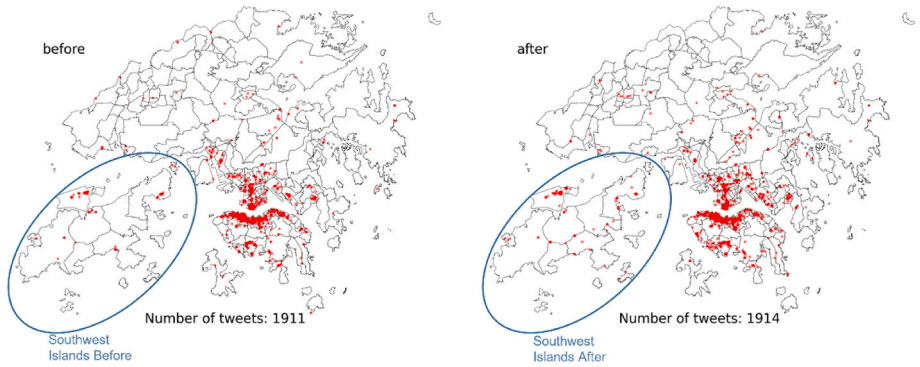 before
Number of tweets: 1911
Southwest
Islands Before
after
Number of tweets: 1914
Southwest
Islands After